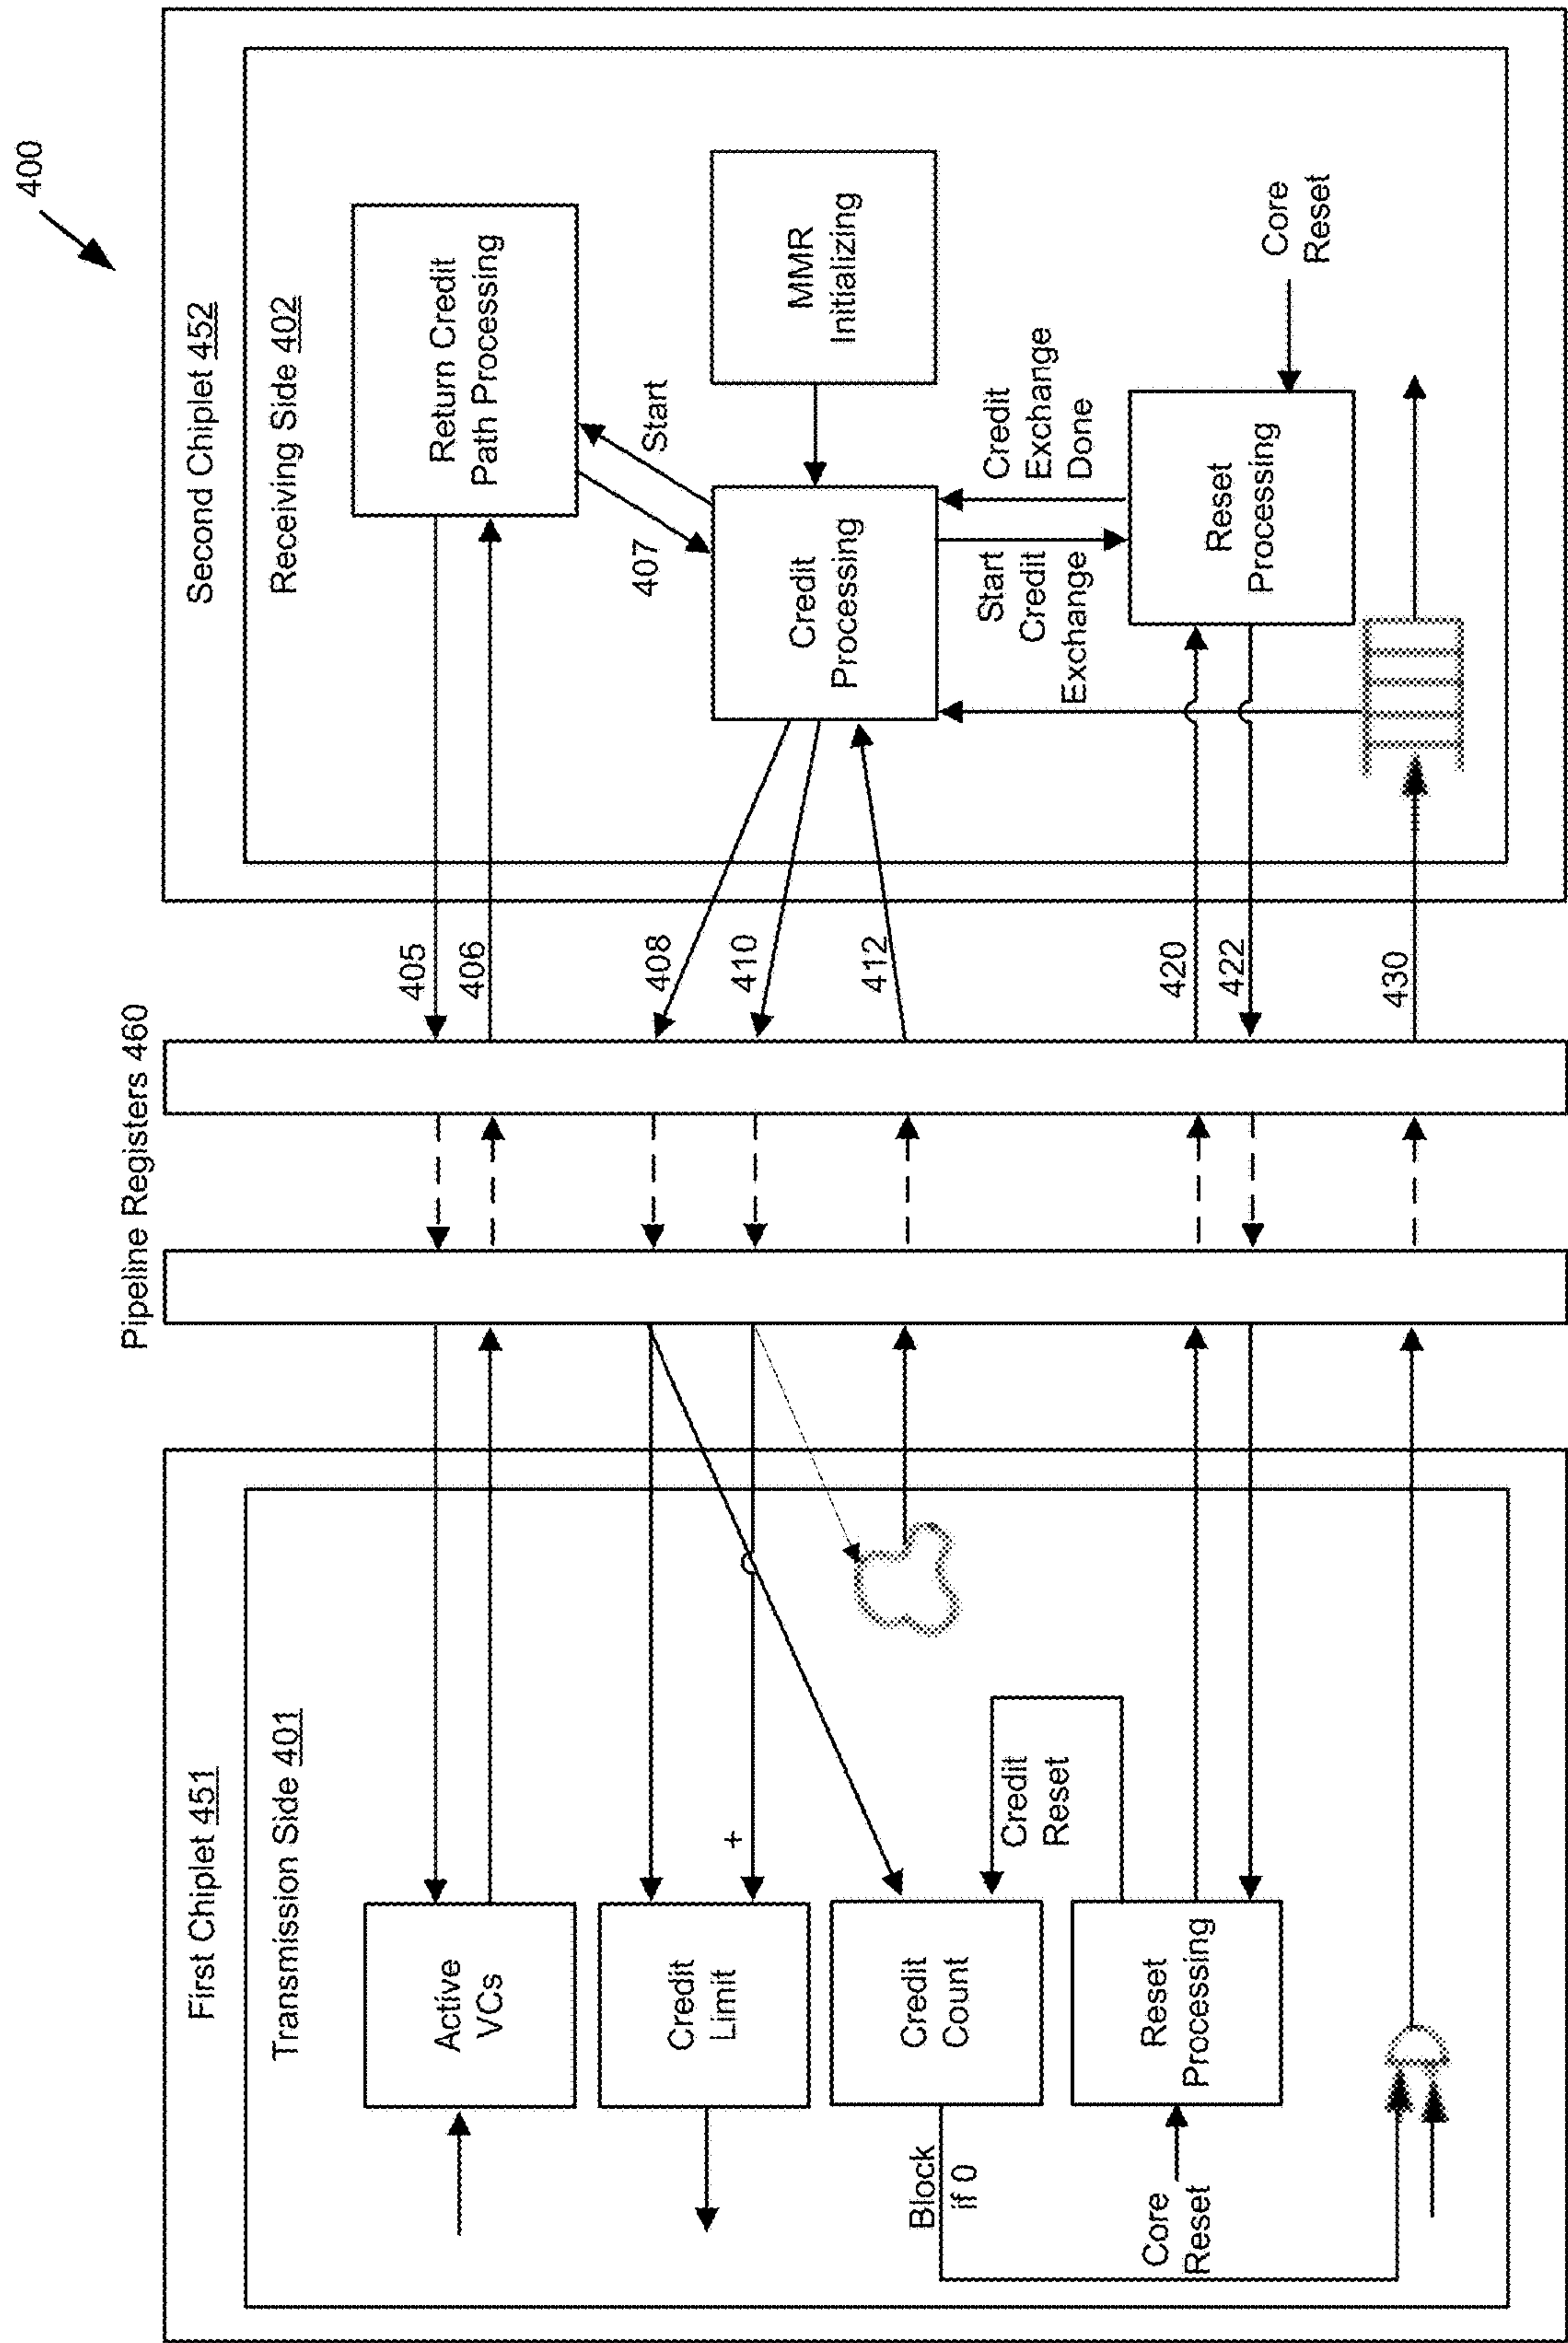 400
Pipeline Registers 460
First Chiplet 451
Transmission Side 401
Active
VCs
Credit
Limit
+
Credit
Count
Credit
Reset
Block
if 0
Reset
Processing
Core
Reset
405
406
408
410
412
420
422
430
Second Chiplet 452
Receiving Side 402
Return Credit
Path Processing
407
Start
Credit
Processing
MMR
Initializing
Start
Credit
Exchange
Credit
Exchange
Done
Reset
Processing
Core
Reset